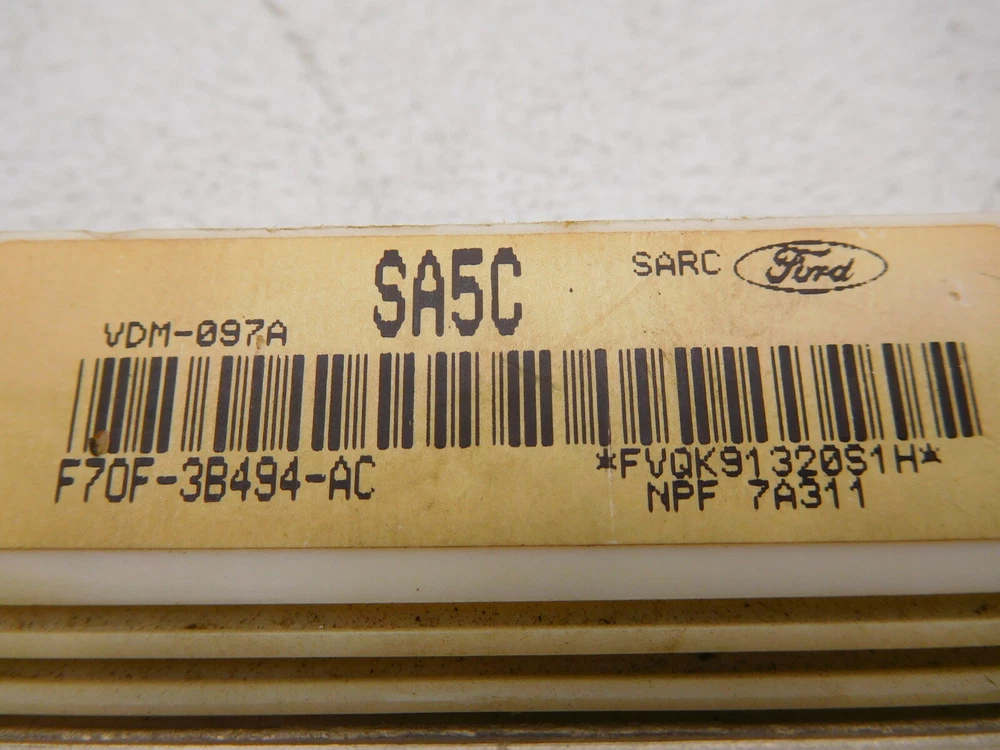 SA5C
SARC Ford
VDM-097A
F70F-3B494-AC
*FVQK91320S1H*
NPF 7A311